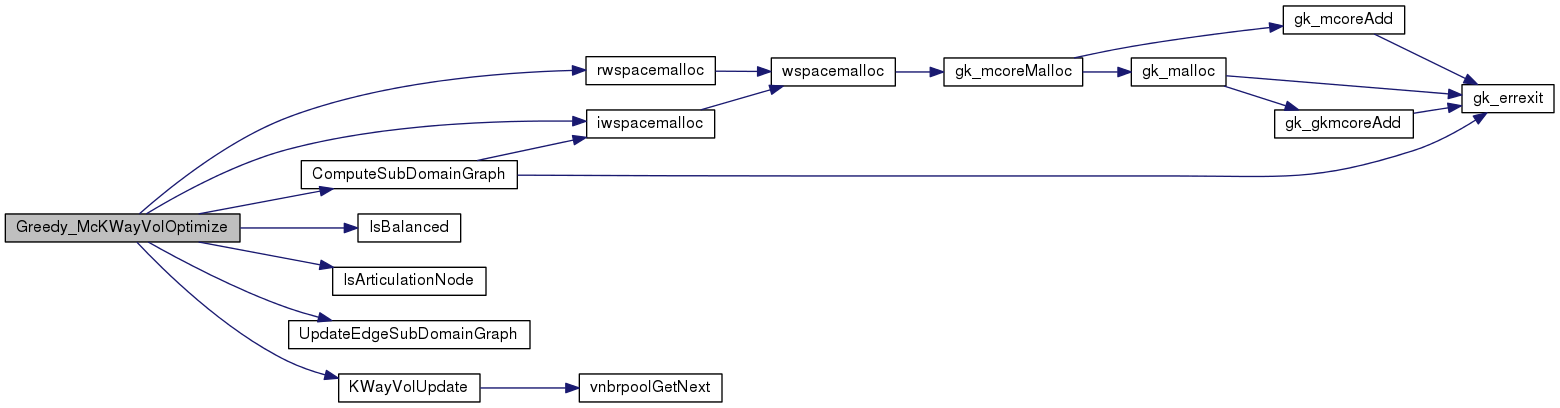 gk_mcoreAdd
rwspacemalloc
wspacemalloc
gk_mcoreMalloc
gk_malloc
gk_errexit
iwspacemalloc
gk_gkmcoreAdd
ComputeSubDomainGraph
Greedy_McKWayVolOptimize
IsBalanced
IsArticulationNode
UpdateEdgeSubDomainGraph
KWayVolUpdate
vnbrpoolGetNext